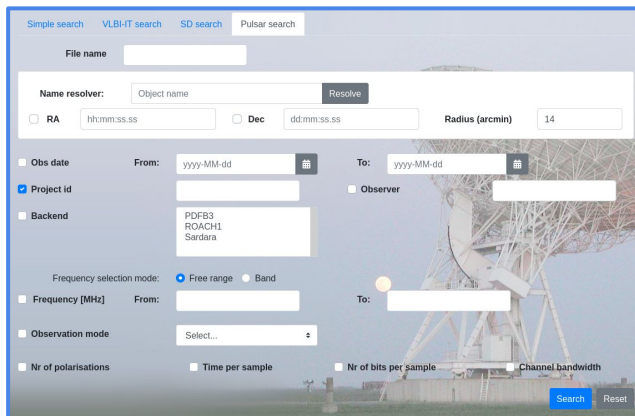 Simple search VLBI-IT search SD search Pulsar search
File name
Name resolver: Object name Resolve
RA hh:mm:ss.ss Dec dd:mm:ss.ss Radius (arcmin) 14
Obs date From: yyyy-MM-dd To: yyyy-MM-dd
Project id Observer
Backend PDFB3
ROACH1
Sardara
Frequency selection mode: Free range Band
Frequency [MHz] From: To:
Observation mode Select...
Nr of polarisations Time per sample Nr of bits per sample Channel bandwidth
Search Reset